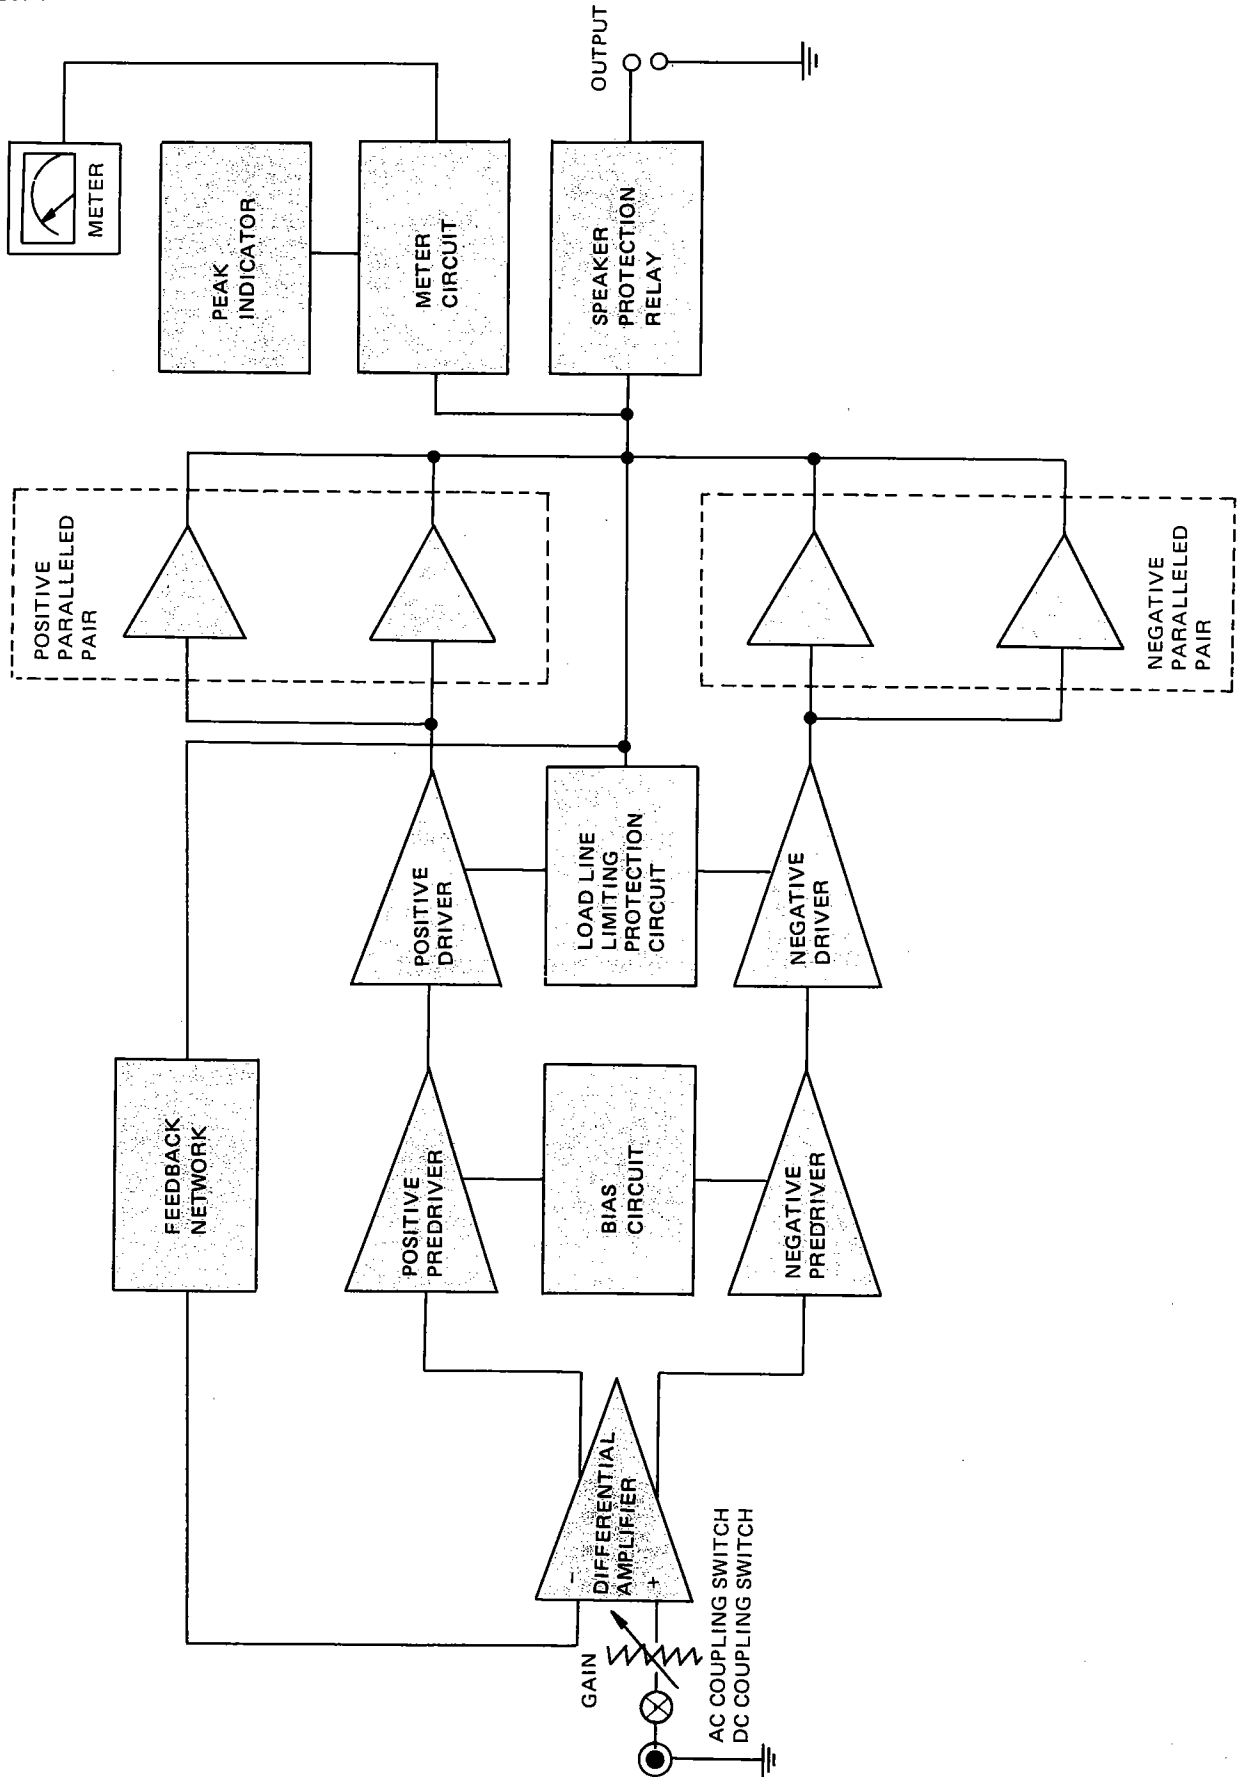 METER
PEAK
INDICATOR
METER
CIRCUIT
SPEAKER
PROTECTION
RELAY
OUTPUT
POSITIVE
PARALLELED
PAIR
NEGATIVE
PARALLELED
PAIR
POSITIVE
DRIVER
LOAD LINE
LIMITING
PROTECTION
CIRCUIT
NEGATIVE
DRIVER
FEEDBACK
NETWORK
POSITIVE
PREDRIVER
BIAS
CIRCUIT
NEGATIVE
PREDRIVER
-
DIFFERENTIAL
AMPLIFIER
+
GAIN
AC COUPLING SWITCH
DC COUPLING SWITCH